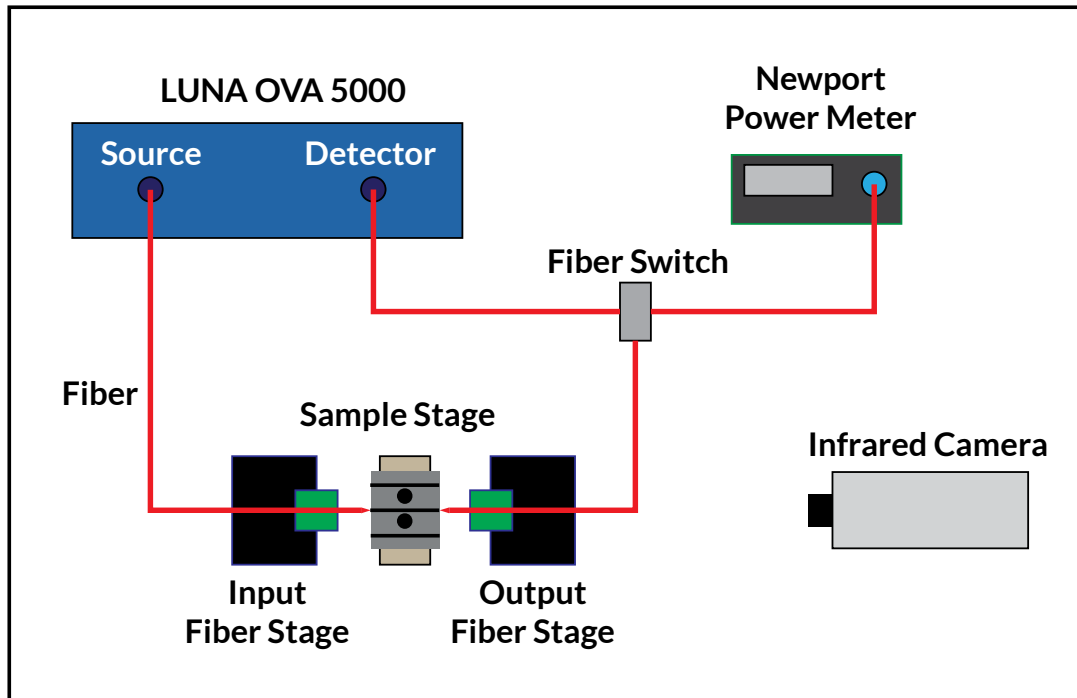 LUNA OVA 5000
Source
Detector
Newport
Power Meter
Fiber Switch
Fiber
Sample Stage
Infrared Camera
Input
Fiber Stage
Output
Fiber Stage